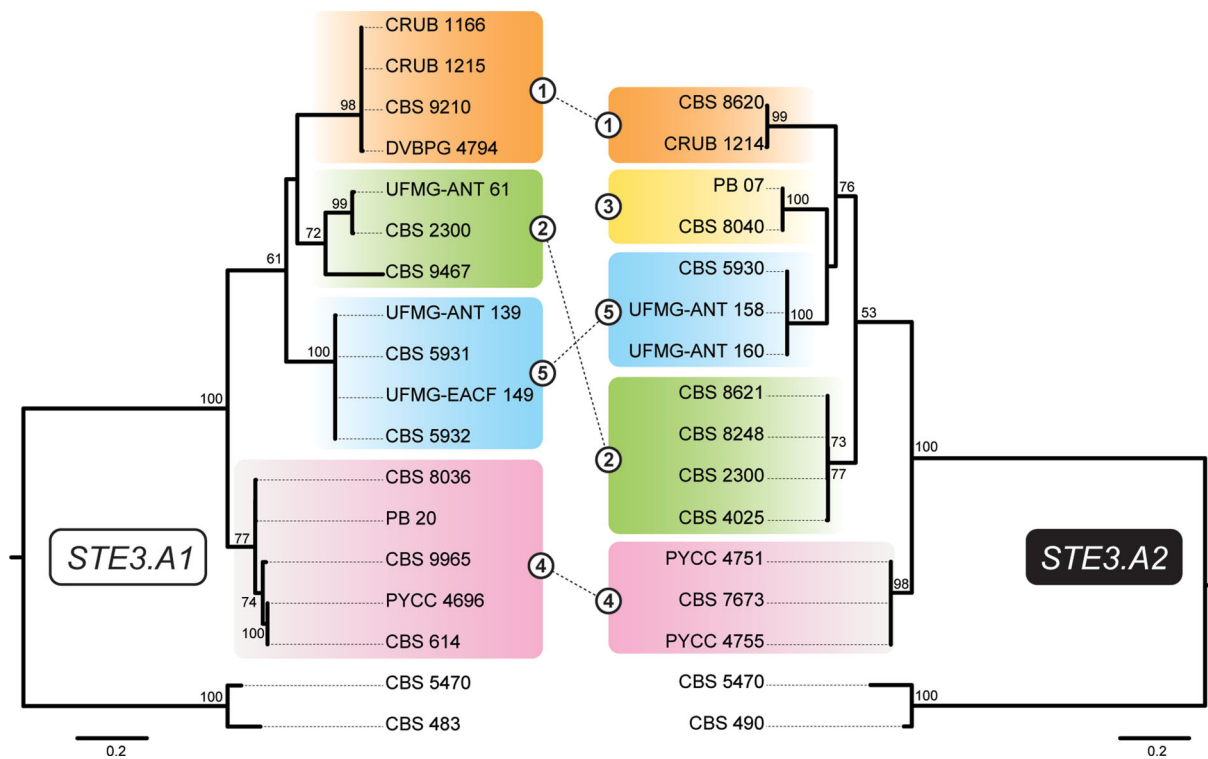 CRUB 1166
CRUB 1215
98
CBS 9210
DVBPG 4794
1
UFMG-ANT 61
99
CBS 2300
72
CBS 9467
2
61
UFMG-ANT 139
100
CBS 5931
UFMG-EACF 149
CBS 5932
5
100
CBS 8036
77
PB 20
CBS 9965
74
PYCC 4696
100
CBS 614
4
STE3.A1
100
CBS 5470
CBS 483
0.2
1
CBS 8620
99
CRUB 1214
76
3
PB 07
100
CBS 8040
5
CBS 5930
UFMG-ANT 158
100
UFMG-ANT 160
53
2
CBS 8621
CBS 8248
73
CBS 2300
77
CBS 4025
100
4
PYCC 4751
CBS 7673
98
PYCC 4755
STE3.A2
CBS 5470
100
CBS 490
0.2